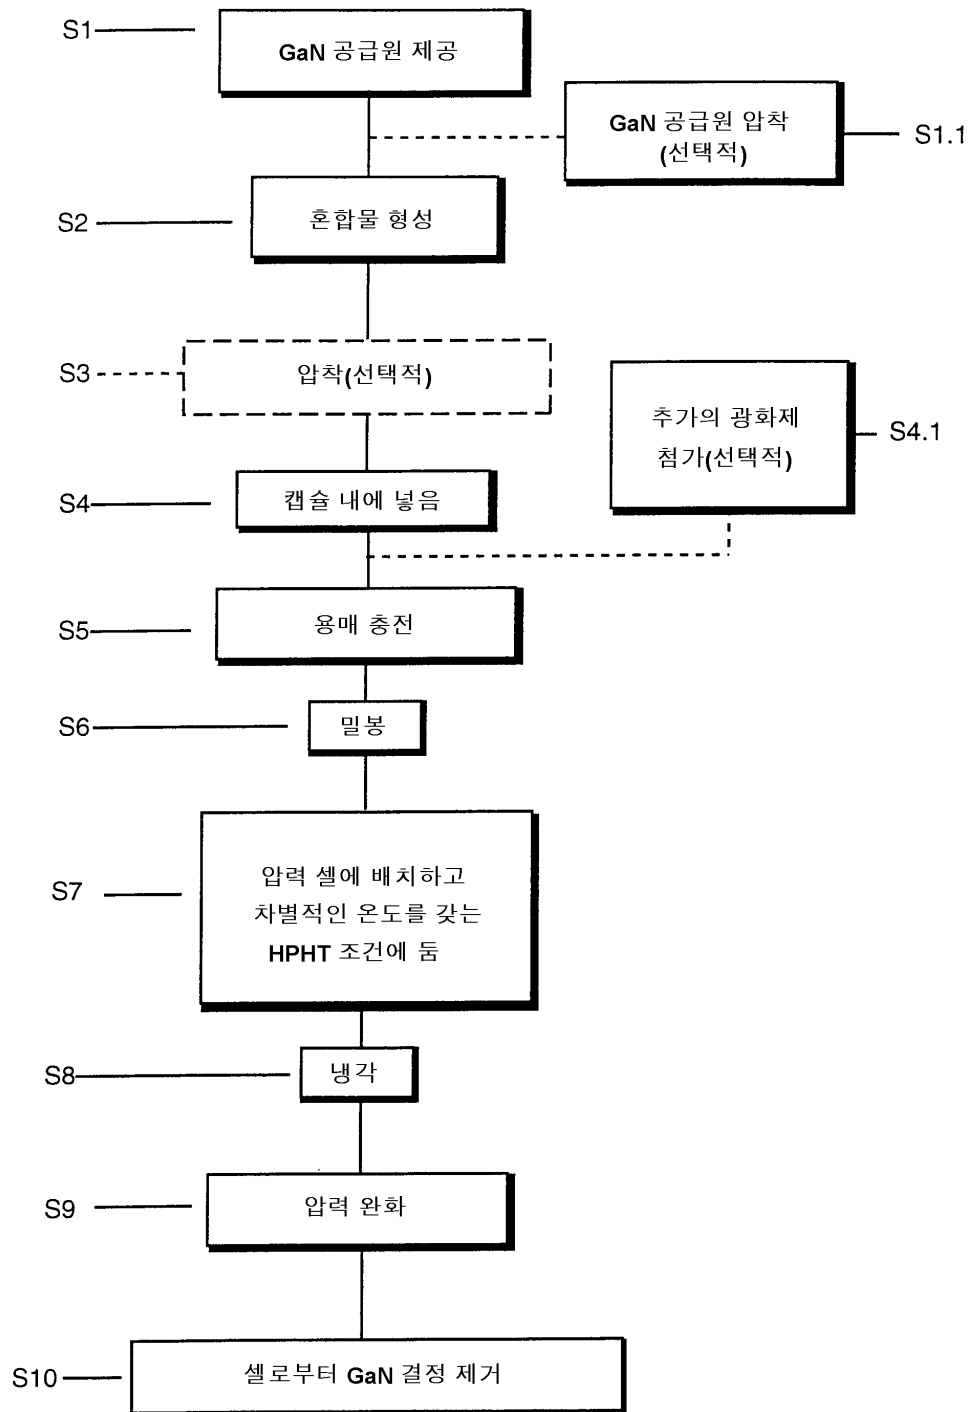 S1
GaN 공급원 제공
GaN 공급원 압착
(선택적)
S1.1
S2
혼합물 형성
S3
압착(선택적)
추가의 광화제
첨가(선택적)
S4.1
S4
캡슐 내에 넣음
S5
용매 충전
S6
밀봉
S7
압력 셀에 배치하고
차별적인 온도를 갖는
HPHT 조건에 둠
S8
냉각
S9
압력 완화
S10
셀로부터 GaN 결정 제거